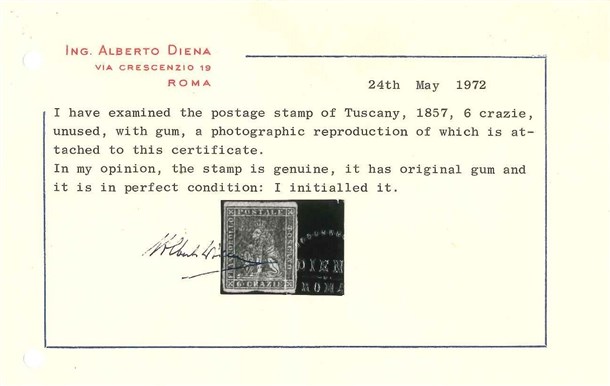 ING. ALBERTO DIENA
VIA CRESCENZIO 19
ROMA
24th May 1972
I have examined the postage stamp of Tuscany, 1857, 6 crazie,
unused, with gum, a photographic reproduction of which is at-
tached to this certificate.
In my opinion, the stamp is genuine, it has original gum and
it is in perfect condition: I initialled it.
POSTALE
6 CRAZIE
DIEN
ROMA